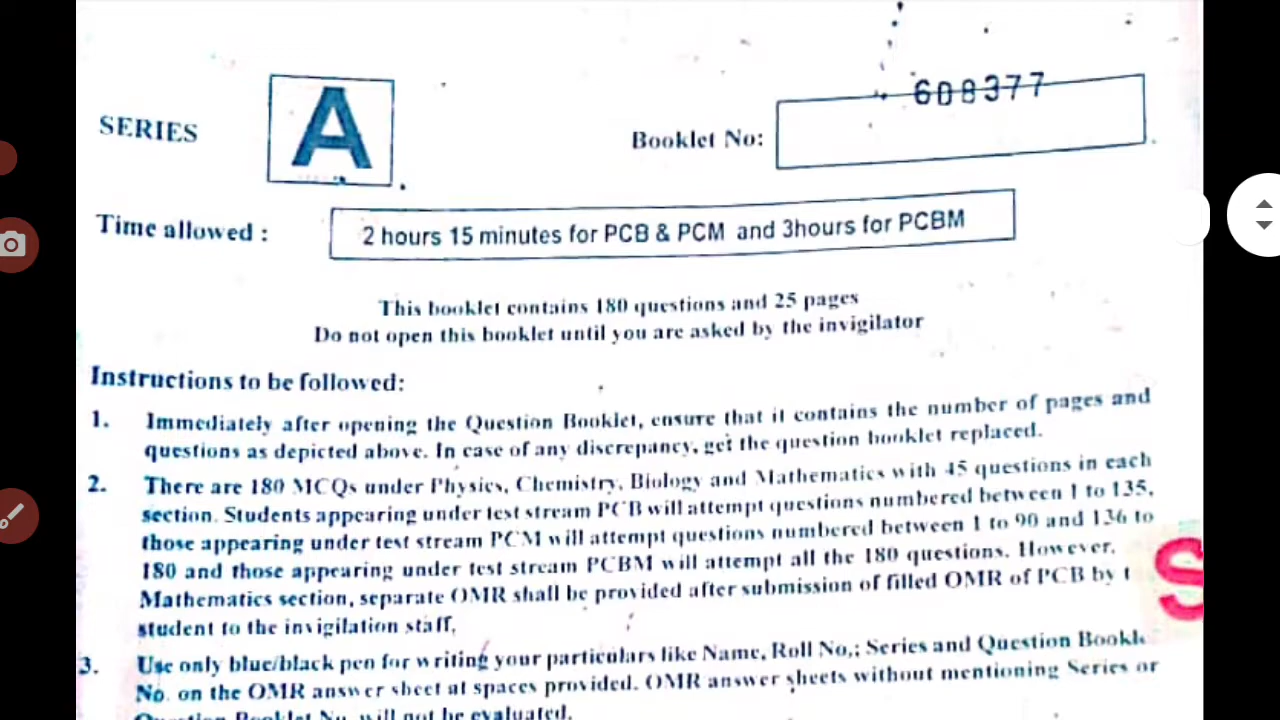 SERIES
A
Booklet No:
608377
Time allowed :
2 hours 15 minutes for PCB & PCM and 3hours for PCBM
This booklet contains 180 questions and 25 pages
Do not open this booklet until you are asked by the invigilator
Instructions to be followed:
1. Immediately after opening the Question Booklet, ensure that it contains the number of pages and
questions as depicted above. In case of any discrepancy, get the question booklet replaced.
2. There are 180 MCQs under Physics, Chemistry, Biology and Mathematics with 45 questions in each
section. Students appearing under test stream PCB will attempt questions numbered between 1 to 135,
those appearing under test stream PCM will attempt questions numbered between 1 to 90 and 136 to
180 and those appearing under test stream PCBM will attempt all the 180 questions. However,
Mathematics section, separate OMR shall be provided after submission of filled OMR of PCB by t
student to the invigilation staff,
3. Use only blue/black pen for writing your particulars like Name, Roll No,; Series and Question Bookle
No. on the OMR answer sheet at spaces provided. OMR answer sheets without mentioning Series or
Question Booklet No. will not be evaluated.
S